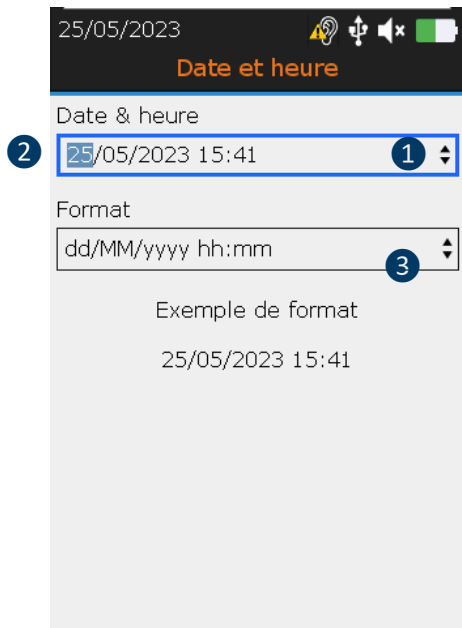 25/05/2023
Date et heure
Date & heure
2 25/05/2023 15:41 1
Format
dd/MM/yyyy hh:mm 3
Exemple de format
25/05/2023 15:41